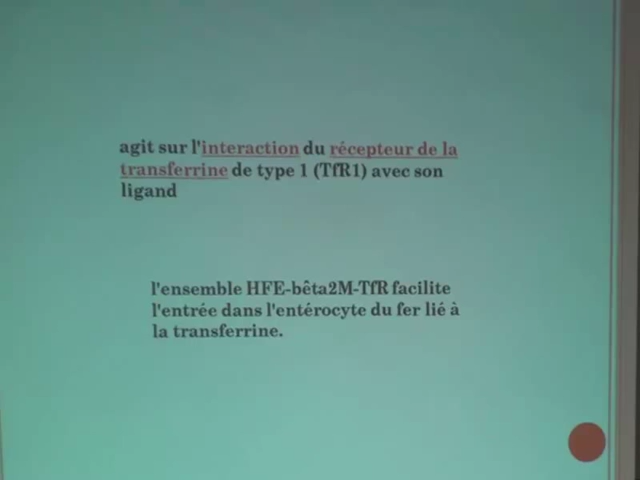 agit sur l'interaction du récepteur de la
transferrine de type 1 (TfR1) avec son
ligand
l'ensemble HFE-bêta2M-TfR facilite
l'entrée dans l'entérocyte du fer lié à
la transferrine.